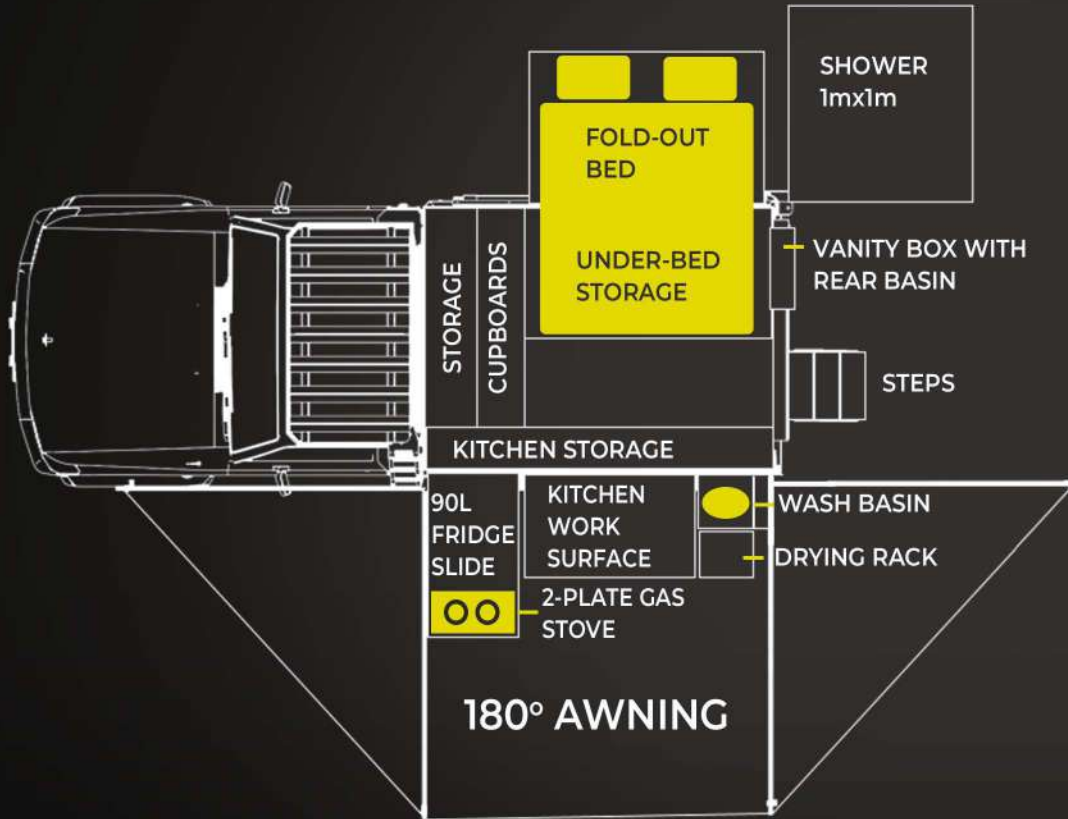 SHOWER
1mx1m
FOLD-OUT
BED
UNDER-BED
STORAGE
VANITY BOX WITH
REAR BASIN
STORAGE
CUPBOARDS
STEPS
KITCHEN STORAGE
90L
FRIDGE
SLIDE
KITCHEN
WORK
SURFACE
WASH BASIN
DRYING RACK
2-PLATE GAS
STOVE
180° AWNING